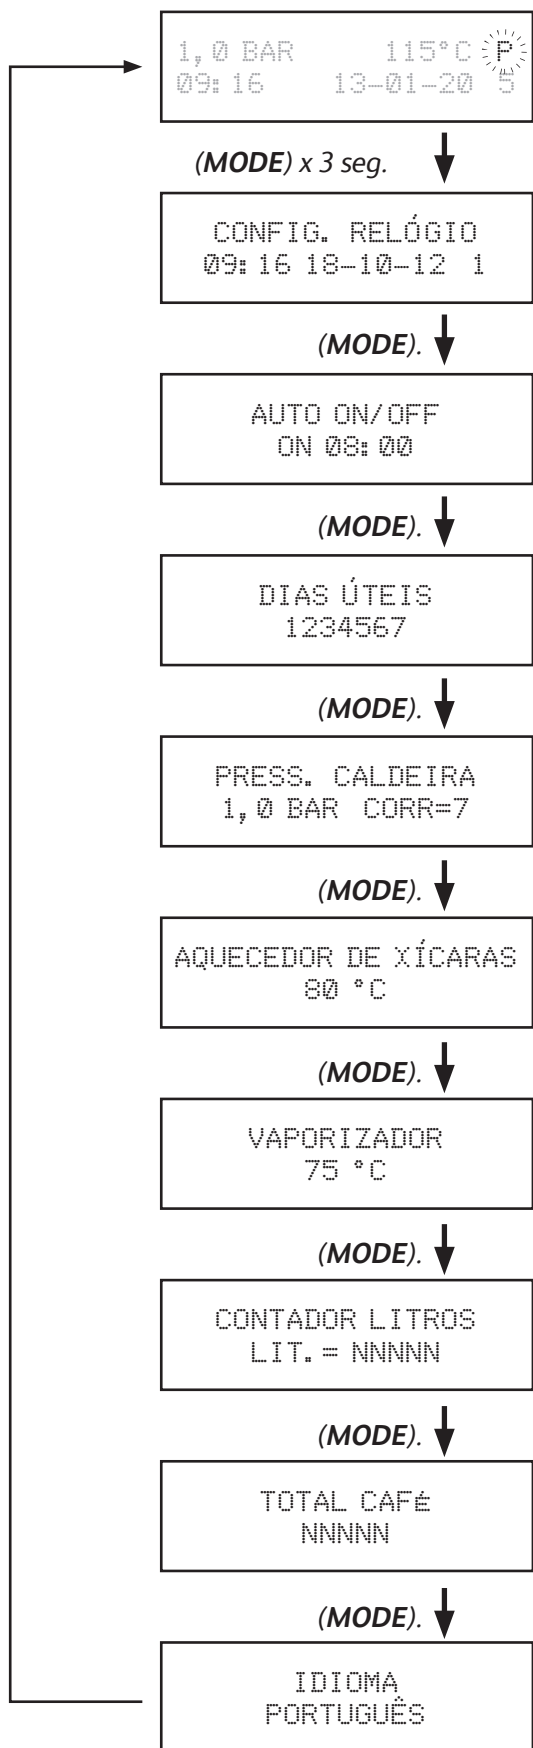 1,0 BAR 115°C P
09:16 13-01-20 5
(MODE) x 3 seg.
CONFIG. RELÓGIO
09:16 18-10-12 1
(MODE).
AUTO ON/OFF
ON 08:00
(MODE).
DIAS ÚTEIS
1234567
(MODE).
PRESS. CALDEIRA
1,0 BAR CORR=7
(MODE).
AQUECEDOR DE XÍCARAS
80 °C
(MODE).
VAPORIZADOR
75 °C
(MODE).
CONTADOR LITROS
LIT. = NNNNN
(MODE).
TOTAL CAFÉ
NNNNN
(MODE).
IDIOMA
PORTUGUÊS